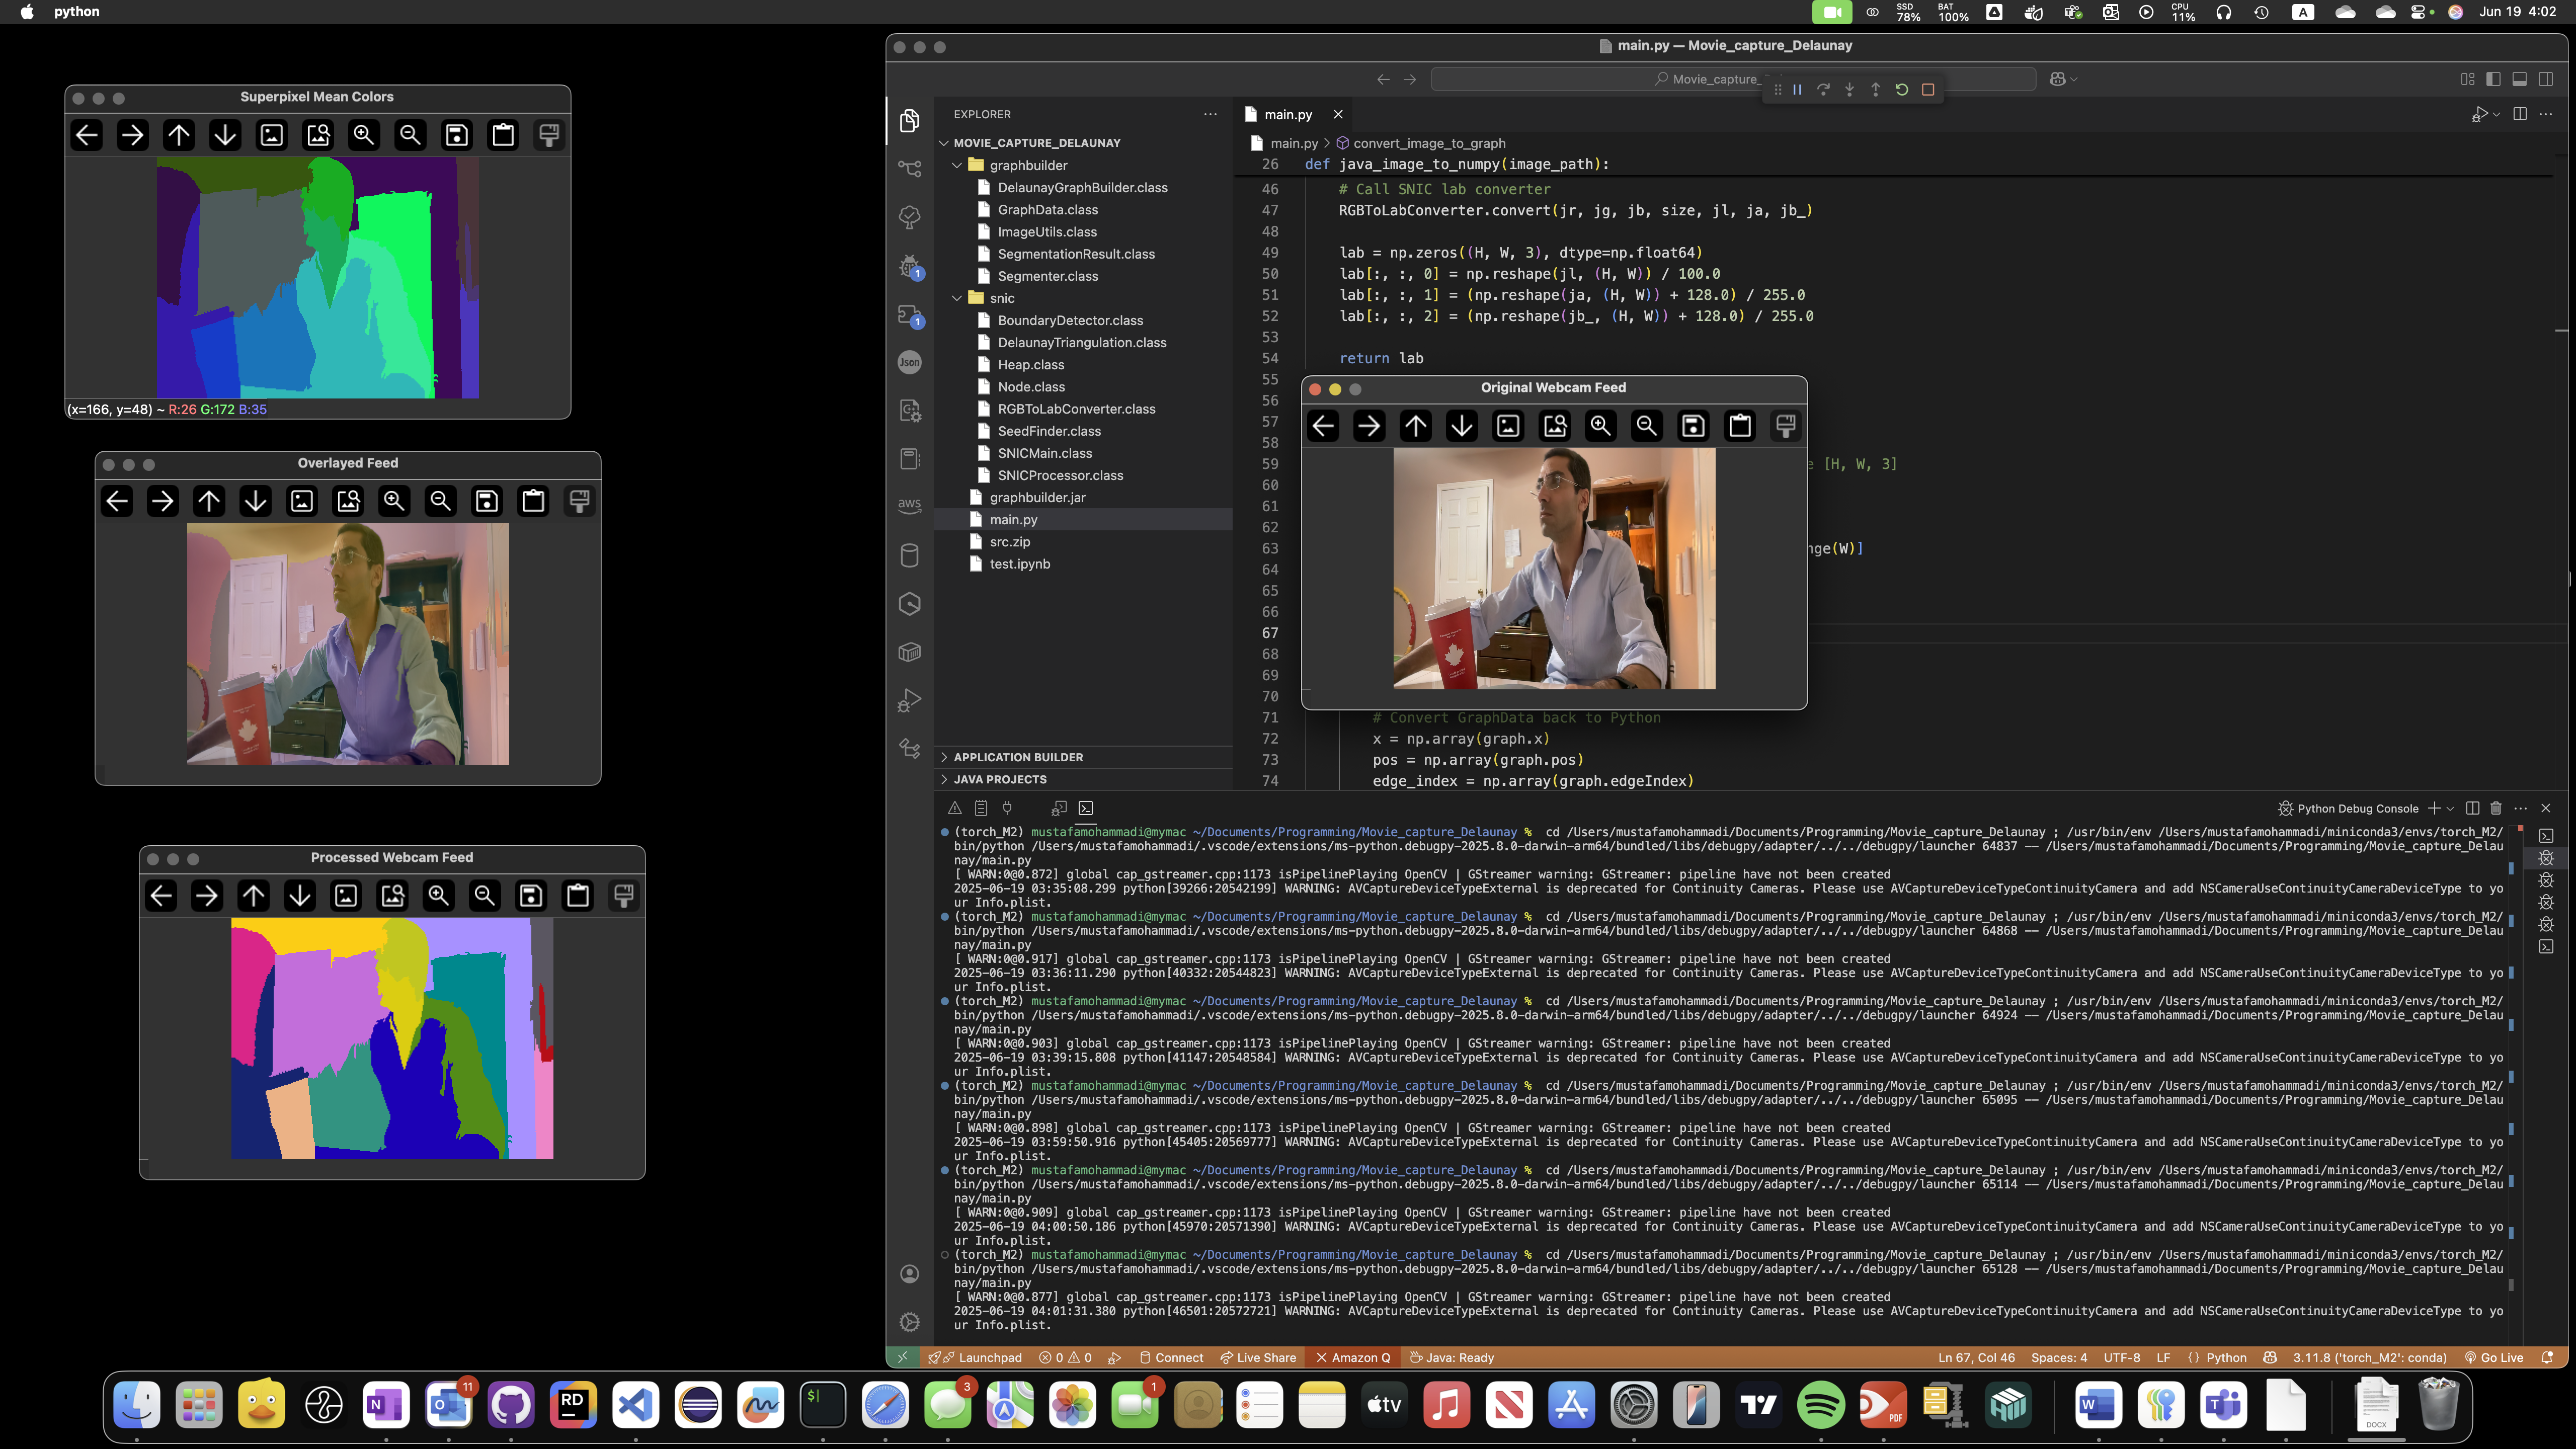 python
SSD 78%
BAT 100%
CPU 11%
A
Jun 19 4:02
Superpixel Mean Colors
(x=166, y=48) ~ R:26 G:172 B:35
Overlayed Feed
Processed Webcam Feed
main.py — Movie_capture_Delaunay
Movie_capture_
EXPLORER
MOVIE_CAPTURE_DELAUNAY
graphbuilder
DelaunayGraphBuilder.class
GraphData.class
ImageUtils.class
SegmentationResult.class
Segmenter.class
snic
BoundaryDetector.class
DelaunayTriangulation.class
Heap.class
Node.class
RGBToLabConverter.class
SeedFinder.class
SNICMain.class
SNICProcessor.class
graphbuilder.jar
main.py
src.zip
test.ipynb
APPLICATION BUILDER
JAVA PROJECTS
1
1
Json
aws
main.py
main.py > convert_image_to_graph
26 def java_image_to_numpy(image_path):
46 # Call SNIC lab converter
47 RGBToLabConverter.convert(jr, jg, jb, size, jl, ja, jb_)
48
49 lab = np.zeros((H, W, 3), dtype=np.float64)
50 lab[:, :, 0] = np.reshape(jl, (H, W)) / 100.0
51 lab[:, :, 1] = (np.reshape(ja, (H, W)) + 128.0) / 255.0
52 lab[:, :, 2] = (np.reshape(jb_, (H, W)) + 128.0) / 255.0
53
54 return lab
55
56
57
58
59 [H, W, 3]
60
61
62
63 nge(W)]
64
65
66
67
68
69
70
71 # Convert GraphData back to Python
72 x = np.array(graph.x)
73 pos = np.array(graph.pos)
74 edge_index = np.array(graph.edgeIndex)
Original Webcam Feed
Python Debug Console
(torch_M2) mustafamohammadi@mymac ~/Documents/Programming/Movie_capture_Delaunay % cd /Users/mustafamohammadi/Documents/Programming/Movie_capture_Delaunay ; /usr/bin/env /Users/mustafamohammadi/miniconda3/envs/torch_M2/
bin/python /Users/mustafamohammadi/.vscode/extensions/ms-python.debugpy-2025.8.0-darwin-arm64/bundled/libs/debugpy/adapter/../../debugpy/launcher 64837 -- /Users/mustafamohammadi/Documents/Programming/Movie_capture_Delau
nay/main.py
[ WARN:0@0.872] global cap_gstreamer.cpp:1173 isPipelinePlaying OpenCV | GStreamer warning: GStreamer: pipeline have not been created
2025-06-19 03:35:08.299 python[39266:20542199] WARNING: AVCaptureDeviceTypeExternal is deprecated for Continuity Cameras. Please use AVCaptureDeviceTypeContinuityCamera and add NSCameraUseContinuityCameraDeviceType to yo
ur Info.plist.
(torch_M2) mustafamohammadi@mymac ~/Documents/Programming/Movie_capture_Delaunay % cd /Users/mustafamohammadi/Documents/Programming/Movie_capture_Delaunay ; /usr/bin/env /Users/mustafamohammadi/miniconda3/envs/torch_M2/
bin/python /Users/mustafamohammadi/.vscode/extensions/ms-python.debugpy-2025.8.0-darwin-arm64/bundled/libs/debugpy/adapter/../../debugpy/launcher 64868 -- /Users/mustafamohammadi/Documents/Programming/Movie_capture_Delau
nay/main.py
[ WARN:0@0.917] global cap_gstreamer.cpp:1173 isPipelinePlaying OpenCV | GStreamer warning: GStreamer: pipeline have not been created
2025-06-19 03:36:11.290 python[40332:20544823] WARNING: AVCaptureDeviceTypeExternal is deprecated for Continuity Cameras. Please use AVCaptureDeviceTypeContinuityCamera and add NSCameraUseContinuityCameraDeviceType to yo
ur Info.plist.
(torch_M2) mustafamohammadi@mymac ~/Documents/Programming/Movie_capture_Delaunay % cd /Users/mustafamohammadi/Documents/Programming/Movie_capture_Delaunay ; /usr/bin/env /Users/mustafamohammadi/miniconda3/envs/torch_M2/
bin/python /Users/mustafamohammadi/.vscode/extensions/ms-python.debugpy-2025.8.0-darwin-arm64/bundled/libs/debugpy/adapter/../../debugpy/launcher 64924 -- /Users/mustafamohammadi/Documents/Programming/Movie_capture_Delau
nay/main.py
[ WARN:0@0.903] global cap_gstreamer.cpp:1173 isPipelinePlaying OpenCV | GStreamer warning: GStreamer: pipeline have not been created
2025-06-19 03:39:15.808 python[41147:20548584] WARNING: AVCaptureDeviceTypeExternal is deprecated for Continuity Cameras. Please use AVCaptureDeviceTypeContinuityCamera and add NSCameraUseContinuityCameraDeviceType to yo
ur Info.plist.
(torch_M2) mustafamohammadi@mymac ~/Documents/Programming/Movie_capture_Delaunay % cd /Users/mustafamohammadi/Documents/Programming/Movie_capture_Delaunay ; /usr/bin/env /Users/mustafamohammadi/miniconda3/envs/torch_M2/
bin/python /Users/mustafamohammadi/.vscode/extensions/ms-python.debugpy-2025.8.0-darwin-arm64/bundled/libs/debugpy/adapter/../../debugpy/launcher 65095 -- /Users/mustafamohammadi/Documents/Programming/Movie_capture_Delau
nay/main.py
[ WARN:0@0.898] global cap_gstreamer.cpp:1173 isPipelinePlaying OpenCV | GStreamer warning: GStreamer: pipeline have not been created
2025-06-19 03:59:50.916 python[45405:20569777] WARNING: AVCaptureDeviceTypeExternal is deprecated for Continuity Cameras. Please use AVCaptureDeviceTypeContinuityCamera and add NSCameraUseContinuityCameraDeviceType to yo
ur Info.plist.
(torch_M2) mustafamohammadi@mymac ~/Documents/Programming/Movie_capture_Delaunay % cd /Users/mustafamohammadi/Documents/Programming/Movie_capture_Delaunay ; /usr/bin/env /Users/mustafamohammadi/miniconda3/envs/torch_M2/
bin/python /Users/mustafamohammadi/.vscode/extensions/ms-python.debugpy-2025.8.0-darwin-arm64/bundled/libs/debugpy/adapter/../../debugpy/launcher 65114 -- /Users/mustafamohammadi/Documents/Programming/Movie_capture_Delau
nay/main.py
[ WARN:0@0.909] global cap_gstreamer.cpp:1173 isPipelinePlaying OpenCV | GStreamer warning: GStreamer: pipeline have not been created
2025-06-19 04:00:50.186 python[45970:20571390] WARNING: AVCaptureDeviceTypeExternal is deprecated for Continuity Cameras. Please use AVCaptureDeviceTypeContinuityCamera and add NSCameraUseContinuityCameraDeviceType to yo
ur Info.plist.
(torch_M2) mustafamohammadi@mymac ~/Documents/Programming/Movie_capture_Delaunay % cd /Users/mustafamohammadi/Documents/Programming/Movie_capture_Delaunay ; /usr/bin/env /Users/mustafamohammadi/miniconda3/envs/torch_M2/
bin/python /Users/mustafamohammadi/.vscode/extensions/ms-python.debugpy-2025.8.0-darwin-arm64/bundled/libs/debugpy/adapter/../../debugpy/launcher 65128 -- /Users/mustafamohammadi/Documents/Programming/Movie_capture_Delau
nay/main.py
[ WARN:0@0.877] global cap_gstreamer.cpp:1173 isPipelinePlaying OpenCV | GStreamer warning: GStreamer: pipeline have not been created
2025-06-19 04:01:31.380 python[46501:20572721] WARNING: AVCaptureDeviceTypeExternal is deprecated for Continuity Cameras. Please use AVCaptureDeviceTypeContinuityCamera and add NSCameraUseContinuityCameraDeviceType to yo
ur Info.plist.
Launchpad 0 0 Connect Live Share Amazon Q Java: Ready Ln 67, Col 46 Spaces: 4 UTF-8 LF {} Python 3.11.8 ('torch_M2': conda) Go Live
N O 11 RD $ 3 1 tv PDF W T DOCX